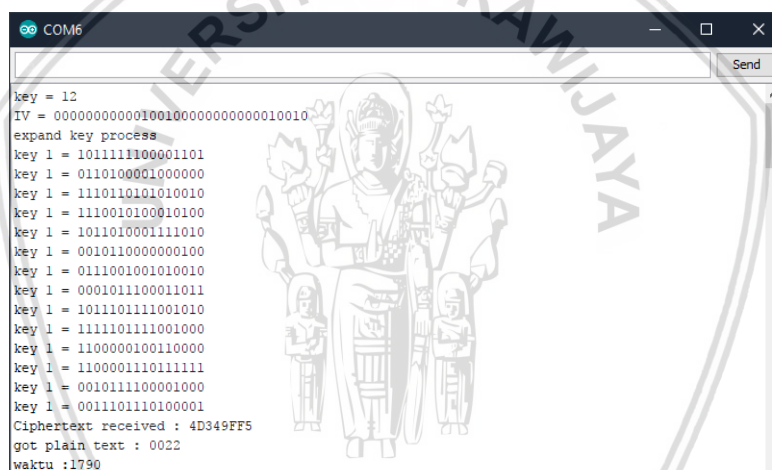 COM6
Send
key = 12
IV = 00000000000100100000000000010010
expand key process
key 1 = 1011111100001101
key 1 = 0110100001000000
key 1 = 1110110101010010
key 1 = 1110010100010100
key 1 = 1011010001111010
key 1 = 0010110000000100
key 1 = 0111001001010010
key 1 = 0001011100011011
key 1 = 1011101111001010
key 1 = 1111101111001000
key 1 = 1100000100110000
key 1 = 1100001110111111
key 1 = 0010111100001000
key 1 = 0011101110100001
Ciphertext received : 4D349FF5
got plain text : 0022
waktu :1790